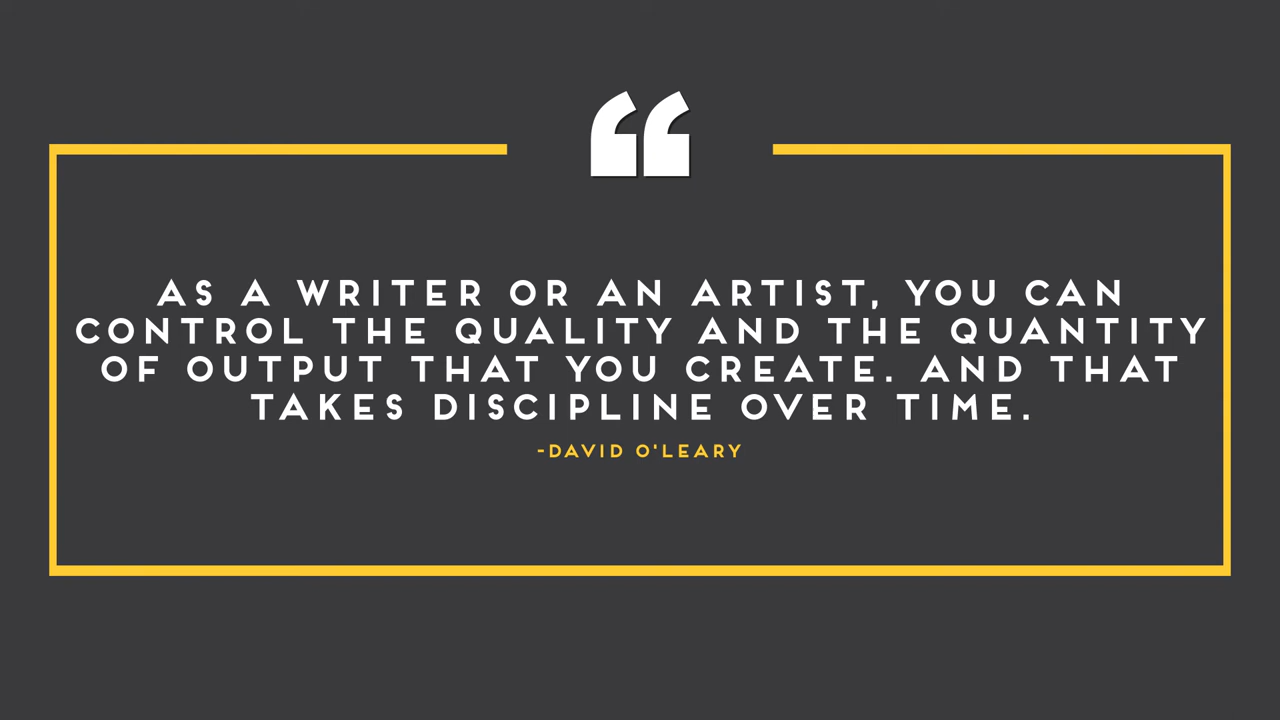 “
AS A WRITER OR AN ARTIST, YOU CAN
CONTROL THE QUALITY AND THE QUANTITY
OF OUTPUT THAT YOU CREATE. AND THAT
TAKES DISCIPLINE OVER TIME.
-DAVID O'LEARY